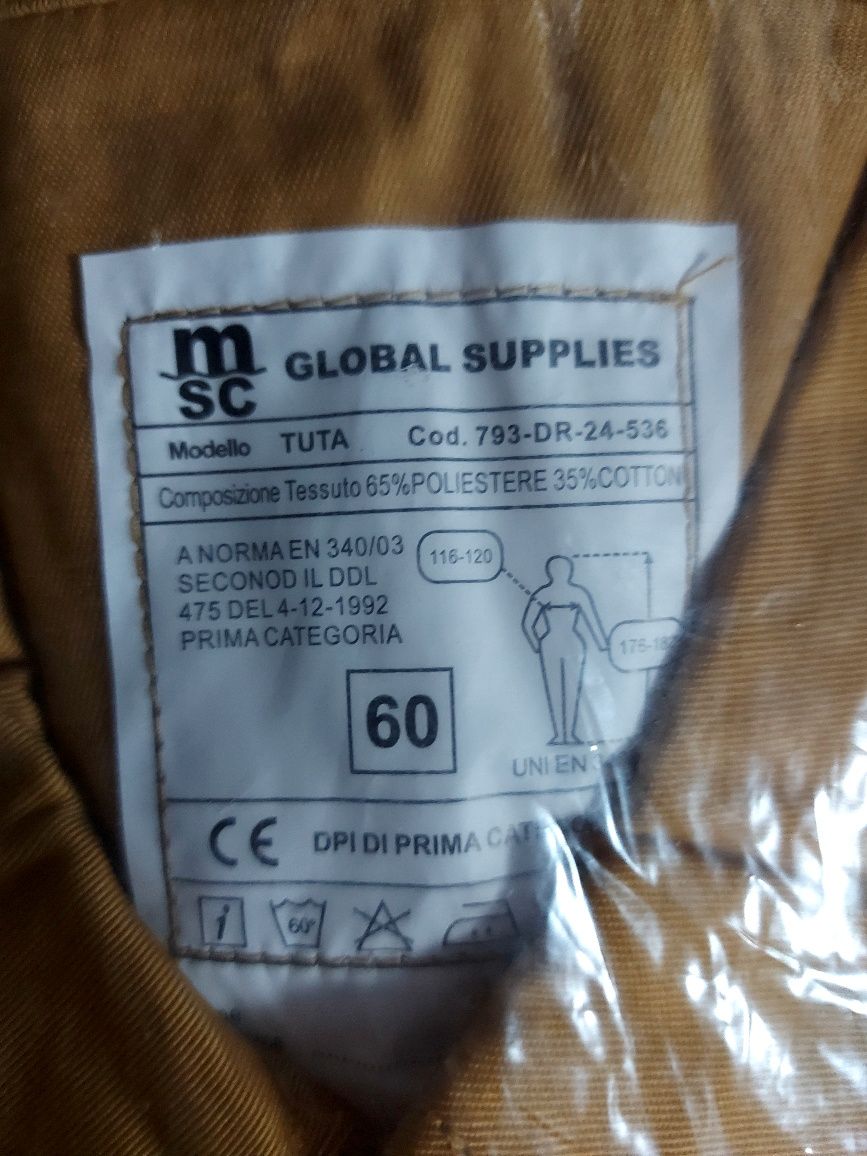 m
SC
GLOBAL SUPPLIES
Modello TUTA Cod. 793-DR-24-536
Composizione Tessuto 65%POLIESTERE 35%COTTON
A NORMA EN 340/03
SECONOD IL DDL
475 DEL 4-12-1992
PRIMA CATEGORIA
116-120
60
UNI EN
CE DPI DI PRIMA
i 60°